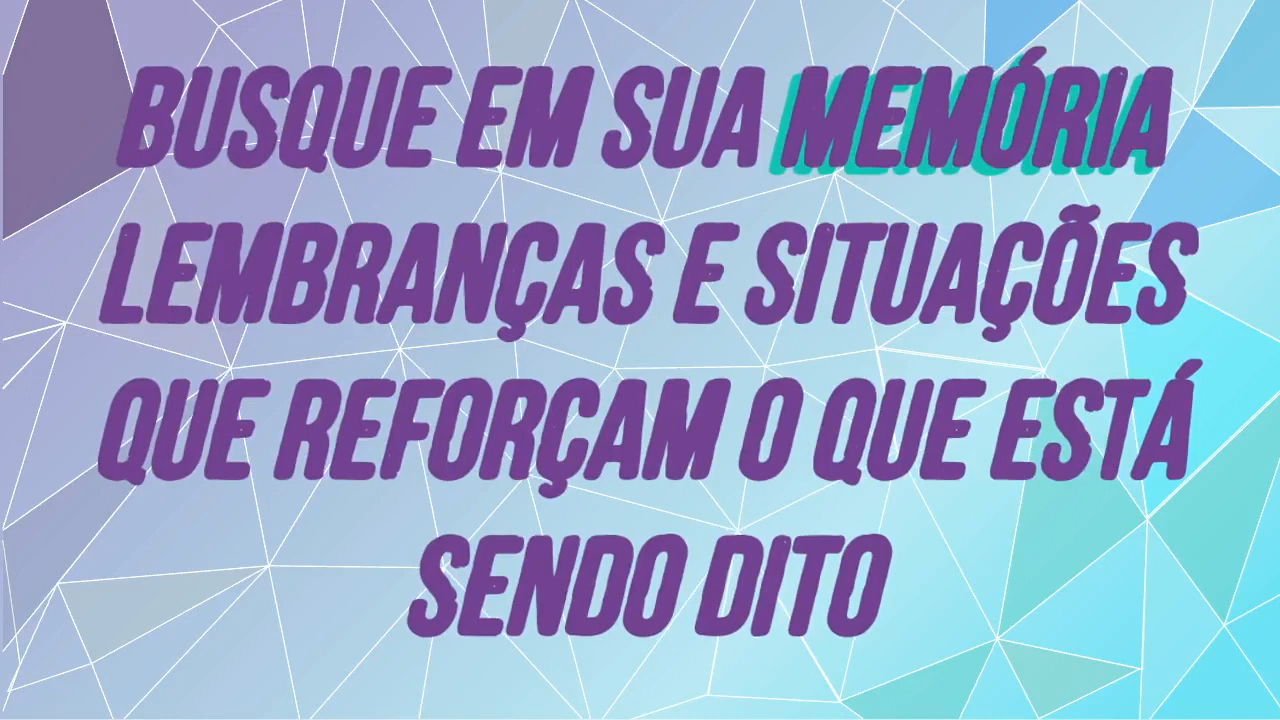 BUSQUE EM SUA MEMÓRIA
LEMBRANÇAS E SITUAÇÕES
QUE REFORÇAM O QUE ESTÁ
SENDO DITO